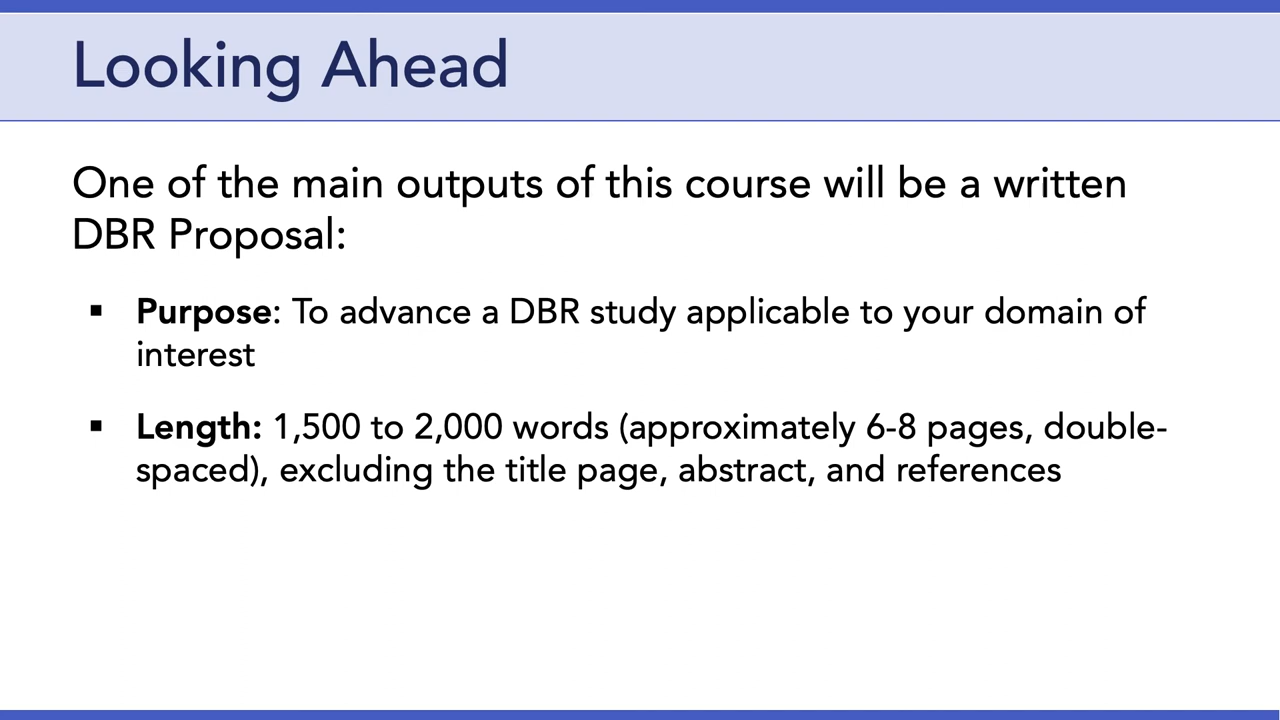 Looking Ahead
One of the main outputs of this course will be a written
DBR Proposal:
▪ Purpose: To advance a DBR study applicable to your domain of
interest
▪ Length: 1,500 to 2,000 words (approximately 6-8 pages, double-
spaced), excluding the title page, abstract, and references